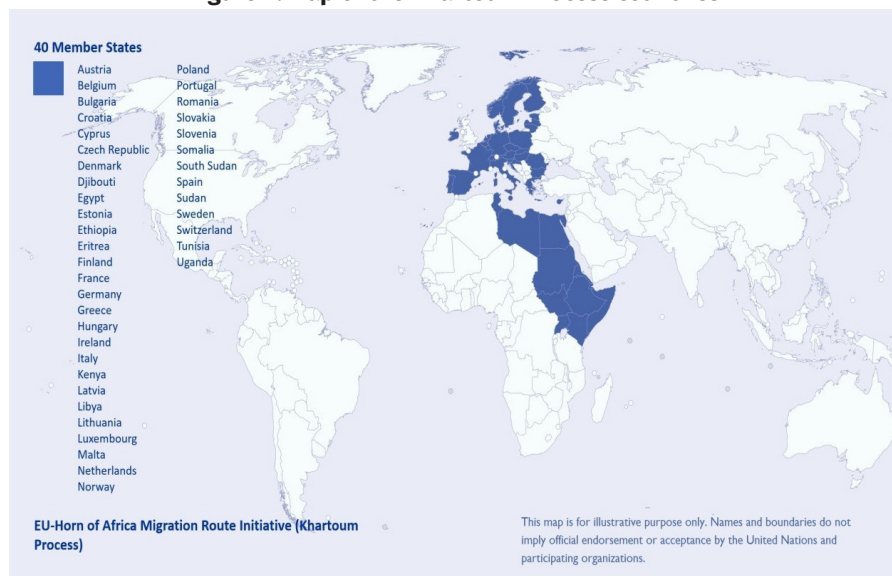 40 Member States
Austria
Belgium
Bulgaria
Croatia
Cyprus
Czech Republic
Denmark
Djibouti
Egypt
Estonia
Ethiopia
Eritrea
Finland
France
Germany
Greece
Hungary
Ireland
Italy
Kenya
Latvia
Libya
Lithuania
Luxembourg
Malta
Netherlands
Norway
Poland
Portugal
Romania
Slovakia
Slovenia
Somalia
South Sudan
Spain
Sudan
Sweden
Switzerland
Tunisia
Uganda
EU-Horn of Africa Migration Route Initiative (Khartoum
Process)
This map is for illustrative purpose only. Names and boundaries do not
imply official endorsement or acceptance by the United Nations and
participating organizations.